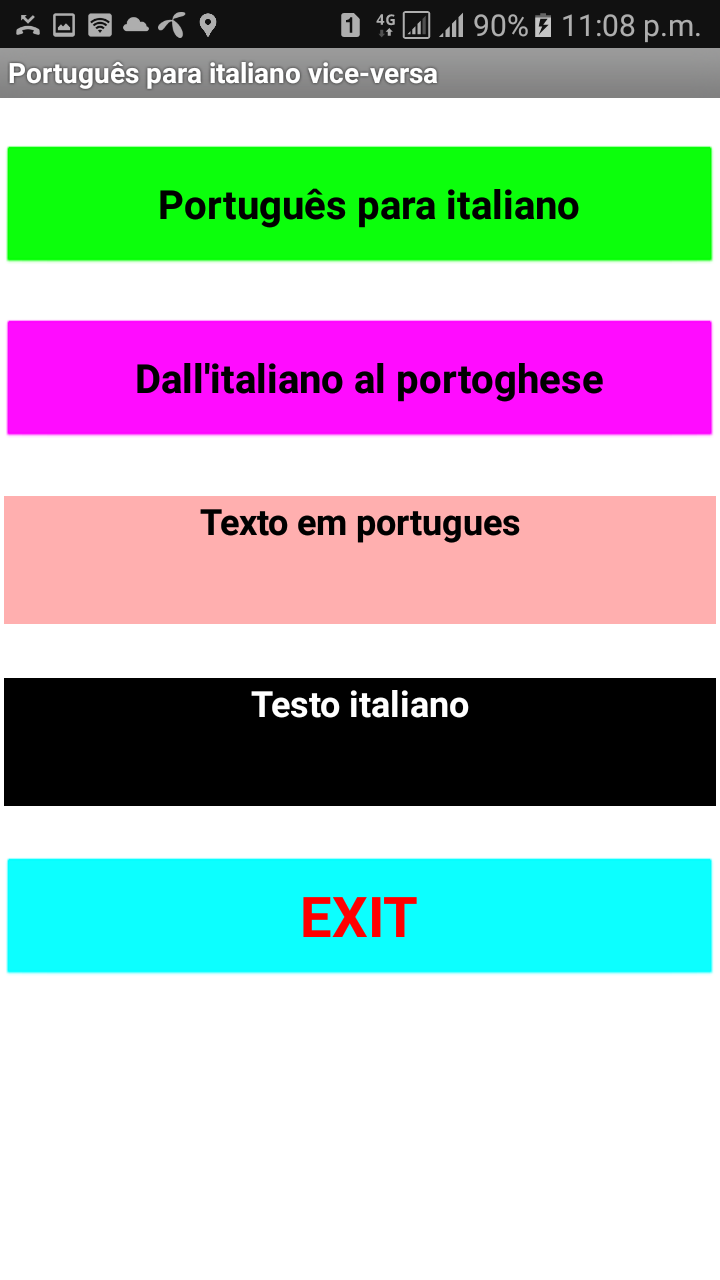 1 4G 90% 11:08 p.m.
Português para italiano vice-versa
Português para italiano
Dall'italiano al portoghese
Texto em portugues
Testo italiano
EXIT